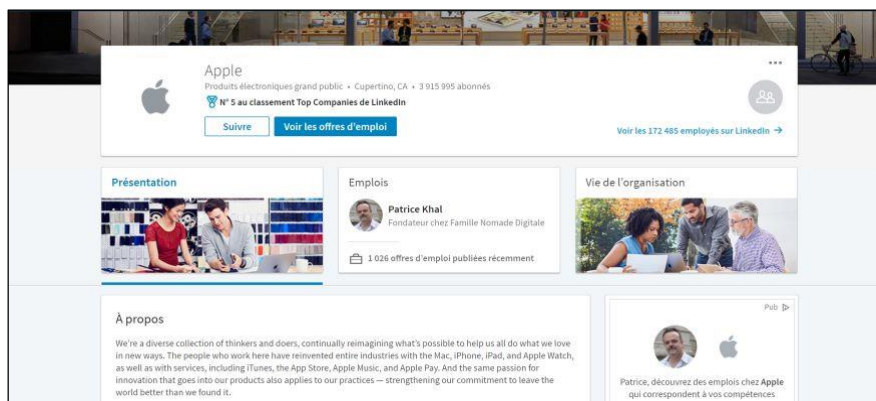 Apple
Produits électroniques grand public • Cupertino, CA • 3 915 995 abonnés
N° 5 au classement Top Companies de LinkedIn
Suivre
Voir les offres d'emploi
Voir les 172 485 employés sur LinkedIn →
Présentation
Emplois
Patrice Khal
Fondateur chez Famille Nomade Digitale
1 026 offres d'emploi publiées récemment
Vie de l'organisation
À propos
We're a diverse collection of thinkers and doers, continually reimagining what's possible to help us all do what we love
in new ways. The people who work here have reinvented entire industries with the Mac, iPhone, iPad, and Apple Watch,
as well as with services, including iTunes, the App Store, Apple Music, and Apple Pay. And the same passion for
innovation that goes into our products also applies to our practices — strengthening our commitment to leave the
world better than we found it.
Pub
Patrice, découvrez des emplois chez Apple
qui correspondent à vos compétences